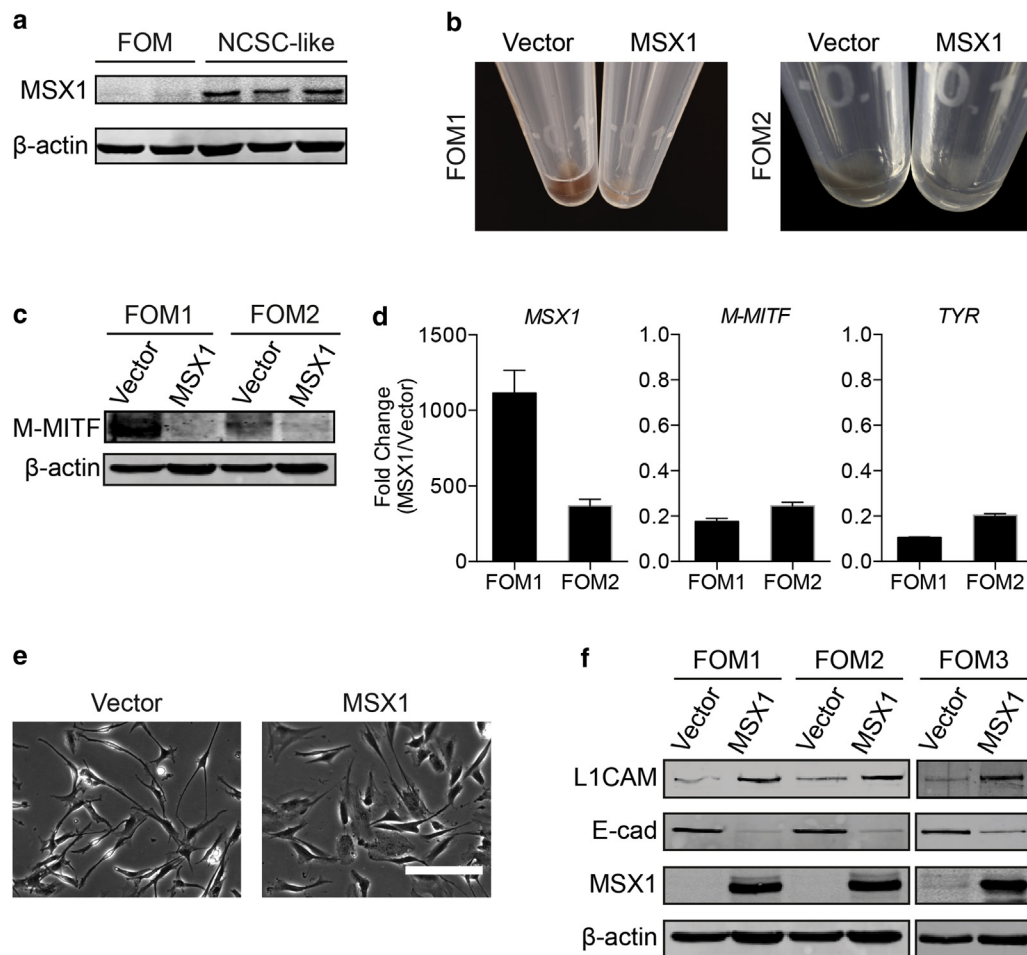 a
FOM NCSC-like
MSX1
β-actin
b
Vector MSX1
FOM1
Vector MSX1
FOM2
c
FOM1 FOM2
Vector MSX1 Vector MSX1
M-MITF
β-actin
d
MSX1 M-MITF TYR
Fold Change
(MSX1/Vector)
1500
1000
500
0
FOM1 FOM2
1.0
0.8
0.6
0.4
0.2
0.0
FOM1 FOM2
1.0
0.8
0.6
0.4
0.2
0.0
FOM1 FOM2
e
Vector MSX1
f
FOM1 FOM2 FOM3
Vector MSX1 Vector MSX1 Vector MSX1
L1CAM
E-cad
MSX1
β-actin